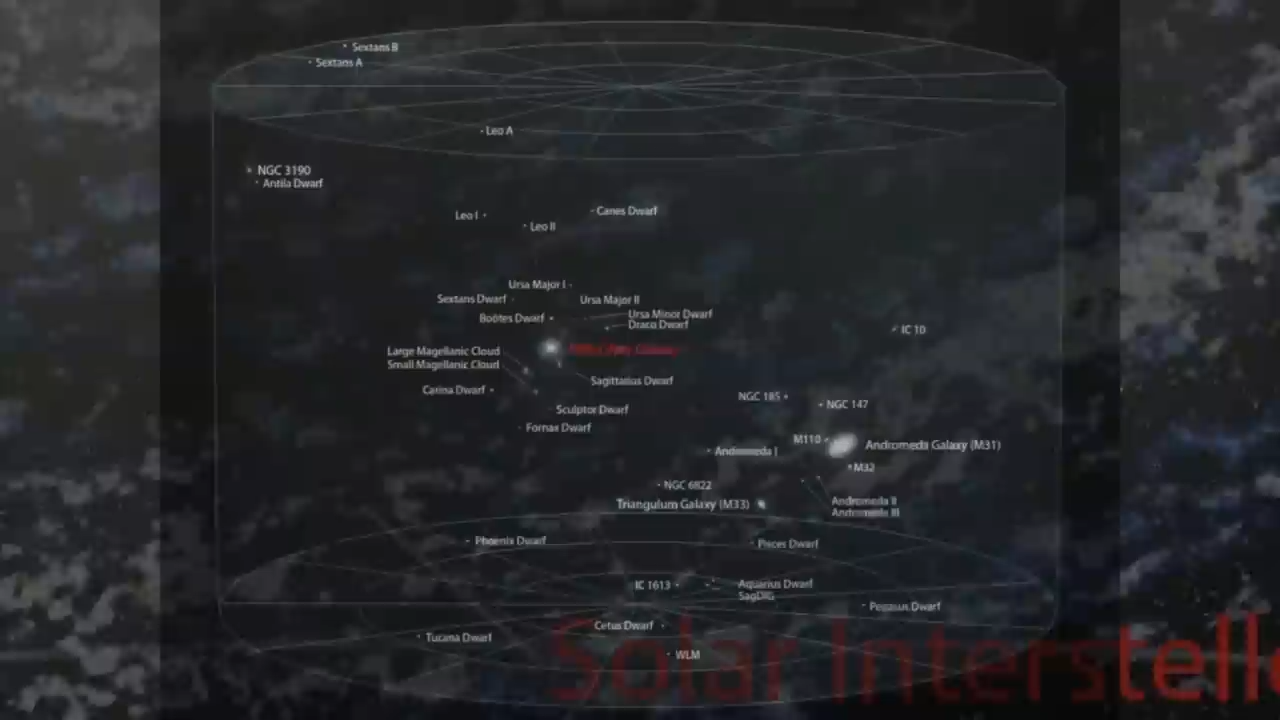 Sextans B
Sextans A
Leo A
NGC 3190
Antila Dwarf
Canes Dwarf
Leo I
Leo II
Ursa Major I
Sextans Dwarf
Ursa Major II
Boötes Dwarf
Ursa Minor Dwarf
Draco Dwarf
IC 10
Large Magellanic Cloud
Small Magellanic Cloud
Sagittarius Dwarf
Carina Dwarf
NGC 185
NGC 147
Sculptor Dwarf
Fornax Dwarf
M110
Andromeda Galaxy (M31)
Andromeda I
M32
NGC 6822
Triangulum Galaxy (M33)
Andromeda II
Andromeda III
Phoenix Dwarf
Pisces Dwarf
IC 1613
Aquarius Dwarf
SagDIG
Pegasus Dwarf
Cetus Dwarf
Tucana Dwarf
WLM
Solar Interstell